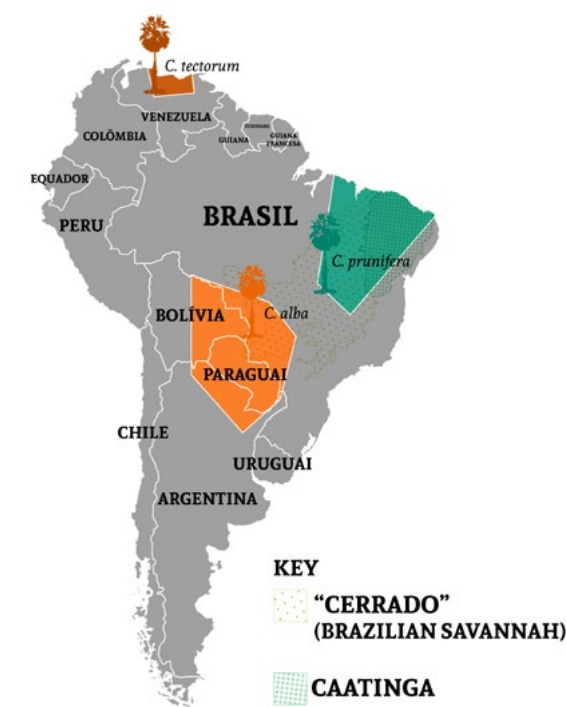 C. tectorum
VENEZUELA
COLÔMBIA
SURINAME
GUIANA
GUIANA
FRANCESA
EQUADOR
BRASIL
PERU
C. prunifera
BOLÍVIA
C. alba
PARAGUAI
CHILE
URUGUAI
ARGENTINA
KEY
"CERRADO"
(BRAZILIAN SAVANNAH)
CAATINGA